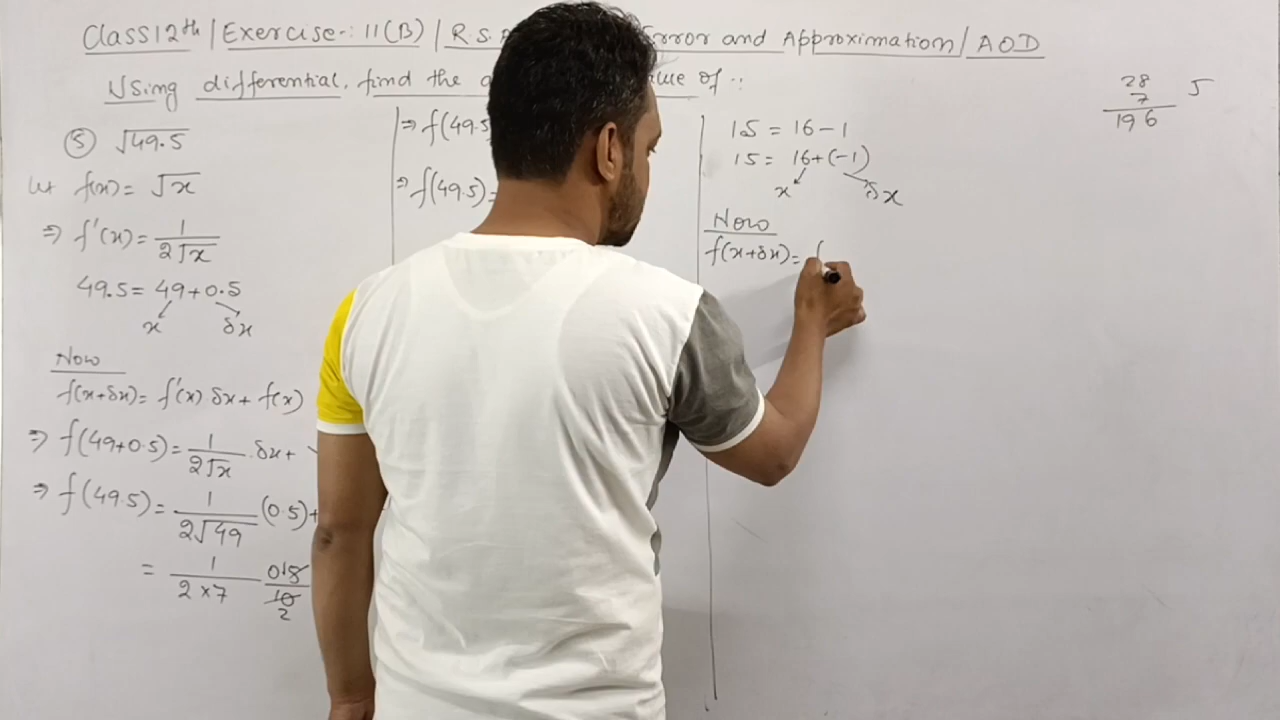 Class 12th / Exercise-: 11(B) / R.S. Error and Approximation / AOD
Using differential, find the value of :
⑤ √49.5
Let f(x) = √x
⇒ f'(x) = 1/2√x
49.5 = 49+0.5
x δx
Now
f(x+δx) = f'(x) δx + f(x)
⇒ f(49+0.5) = 1/2√x . δx +
⇒ f(49.5) = 1/2√49 (0.5) +
= 1/2×7 05/10 2
⇒ f(49.5
⇒ f(49.5) =
15 = 16 - 1
15 = 16+(-1)
x δx
Now
f(x+δx) = (
28
7
196
5